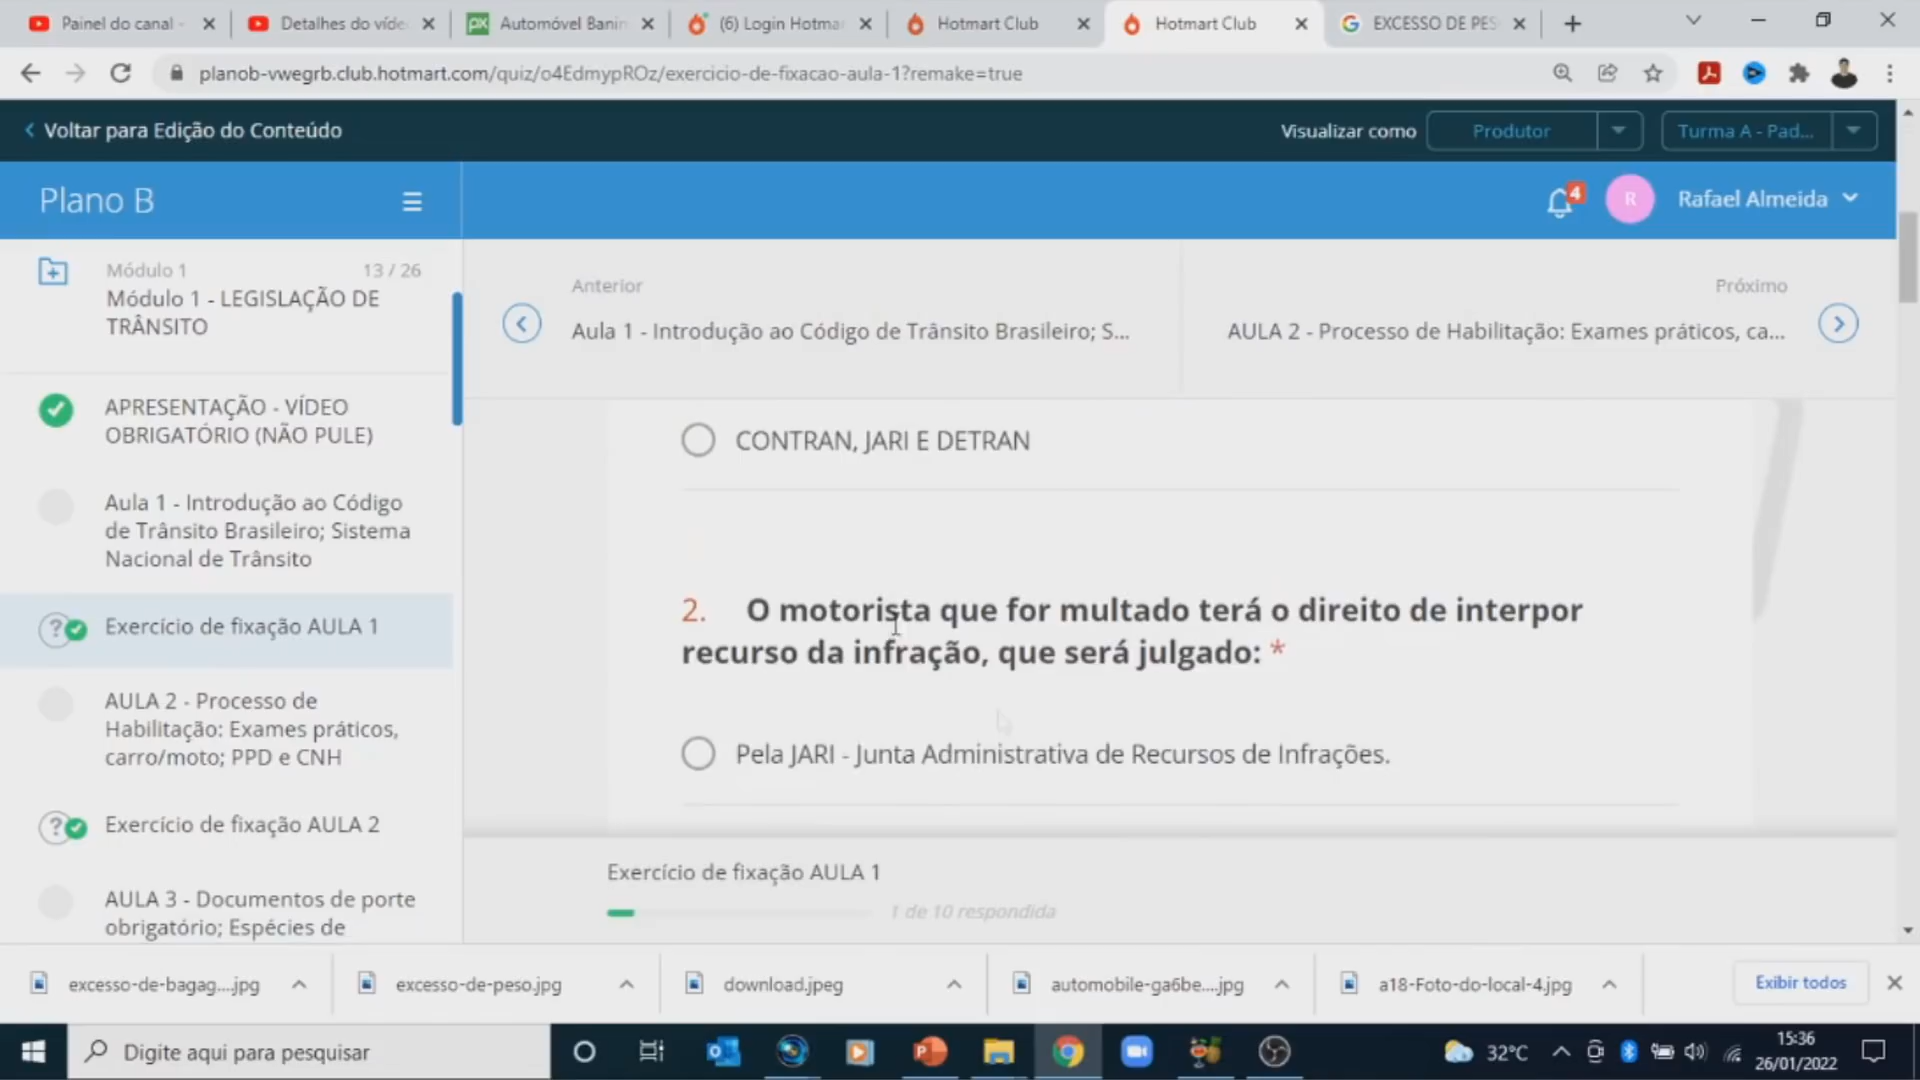 Painel do canal -
Detalhes do víde
Automóvel Banin
(6) Login Hotma
Hotmart Club
Hotmart Club
EXCESSO DE PES
planob-vwegrb.club.hotmart.com/quiz/o4EdmypROz/exercicio-de-fixacao-aula-1?remake=true
Voltar para Edição do Conteúdo
Visualizar como
Produtor
Turma A - Pad...
Plano B
4
R
Rafael Almeida
Módulo 1
13 / 26
Módulo 1 - LEGISLAÇÃO DE
TRÂNSITO
APRESENTAÇÃO - VÍDEO
OBRIGATÓRIO (NÃO PULE)
Aula 1 - Introdução ao Código
de Trânsito Brasileiro; Sistema
Nacional de Trânsito
Exercício de fixação AULA 1
AULA 2 - Processo de
Habilitação: Exames práticos,
carro/moto; PPD e CNH
Exercício de fixação AULA 2
AULA 3 - Documentos de porte
obrigatório; Espécies de
Anterior
Aula 1 - Introdução ao Código de Trânsito Brasileiro; S...
Próximo
AULA 2 - Processo de Habilitação: Exames práticos, ca...
CONTRAN, JARI E DETRAN
2. O motorista que for multado terá o direito de interpor
recurso da infração, que será julgado: *
Pela JARI - Junta Administrativa de Recursos de Infrações.
Exercício de fixação AULA 1
1 de 10 respondida
excesso-de-bagag....jpg
excesso-de-peso.jpg
download.jpeg
automobile-ga6be....jpg
a18-Foto-do-local-4.jpg
Exibir todos
Digite aqui para pesquisar
32°C
15:36
26/01/2022